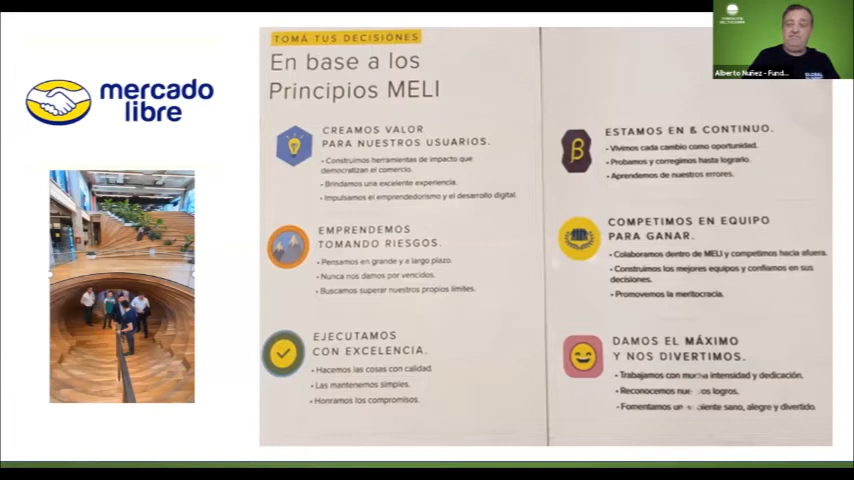 mercado
libre
TOMÁ TUS DECISIONES
En base a los
Principios MELI
CREAMOS VALOR
PARA NUESTROS USUARIOS.
• Construimos herramientas de impacto que
democratizan el comercio.
• Brindamos una excelente experiencia.
• Impulsamos el emprendedorismo y el desarrollo digital.
EMPRENDEMOS
TOMANDO RIESGOS.
• Pensamos en grande y a largo plazo.
• Nunca nos damos por vencidos.
• Buscamos superar nuestros propios límites.
EJECUTAMOS
CON EXCELENCIA.
• Hacemos las cosas con calidad.
• Las mantenemos simples.
• Honramos los compromisos.
β
ESTAMOS EN ß CONTINUO.
• Vivimos cada cambio como oportunidad.
• Probamos y corregimos hasta lograrlo.
• Aprendemos de nuestros errores.
COMPETIMOS EN EQUIPO
PARA GANAR.
• Colaboramos dentro de MELI y competimos hacia afuera.
• Construimos los mejores equipos y confiamos en sus
decisiones.
• Promovemos la meritocracia.
DAMOS EL MÁXIMO
Y NOS DIVERTIMOS.
• Trabajamos con mucha intensidad y dedicación.
• Reconocemos logros.
• Fomentamos un sano, alegre y divertido.
Alberto Nuñez - Fund...
GLOBAL